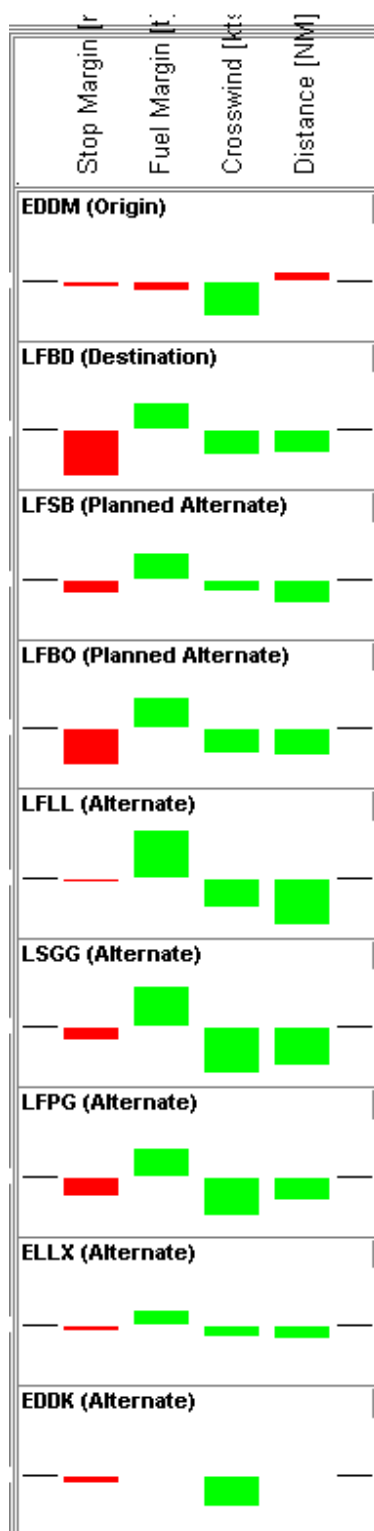 Stop Margin [
Fuel Margin [t]
Crosswind [kts
Distance [NM]
EDDM (Origin)
LFBD (Destination)
LFSB (Planned Alternate)
LFBO (Planned Alternate)
LFLL (Alternate)
LSGG (Alternate)
LFPG (Alternate)
ELLX (Alternate)
EDDK (Alternate)